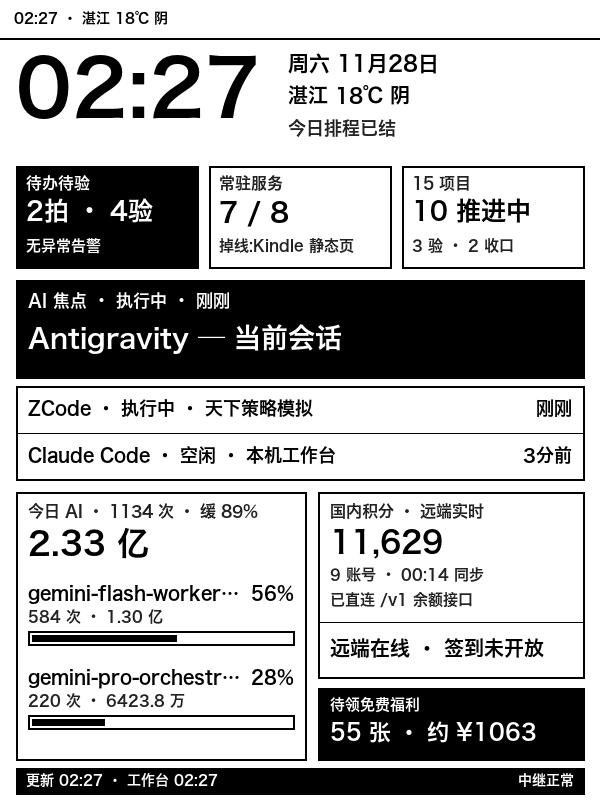 02:27 · 湛江 18℃ 阴
02:27
周六 11月28日
湛江 18℃ 阴
今日排程已结
待办待验
2拍 · 4验
无异常告警
常驻服务
7 / 8
掉线:Kindle 静态页
15 项目
10 推进中
3 验 · 2 收口
AI 焦点 · 执行中 · 刚刚
Antigravity — 当前会话
ZCode · 执行中 · 天下策略模拟 刚刚
Claude Code · 空闲 · 本机工作台 3分前
今日 AI · 1134 次 · 缓 89%
2.33 亿
gemini-flash-worker… 56%
584 次 · 1.30 亿
gemini-pro-orchestr… 28%
220 次 · 6423.8 万
国内积分 · 远端实时
11,629
9 账号 · 00:14 同步
已直连 /v1 余额接口
远端在线 · 签到未开放
待领免费福利
55 张 · 约 ¥1063
更新 02:27 · 工作台 02:27 中继正常